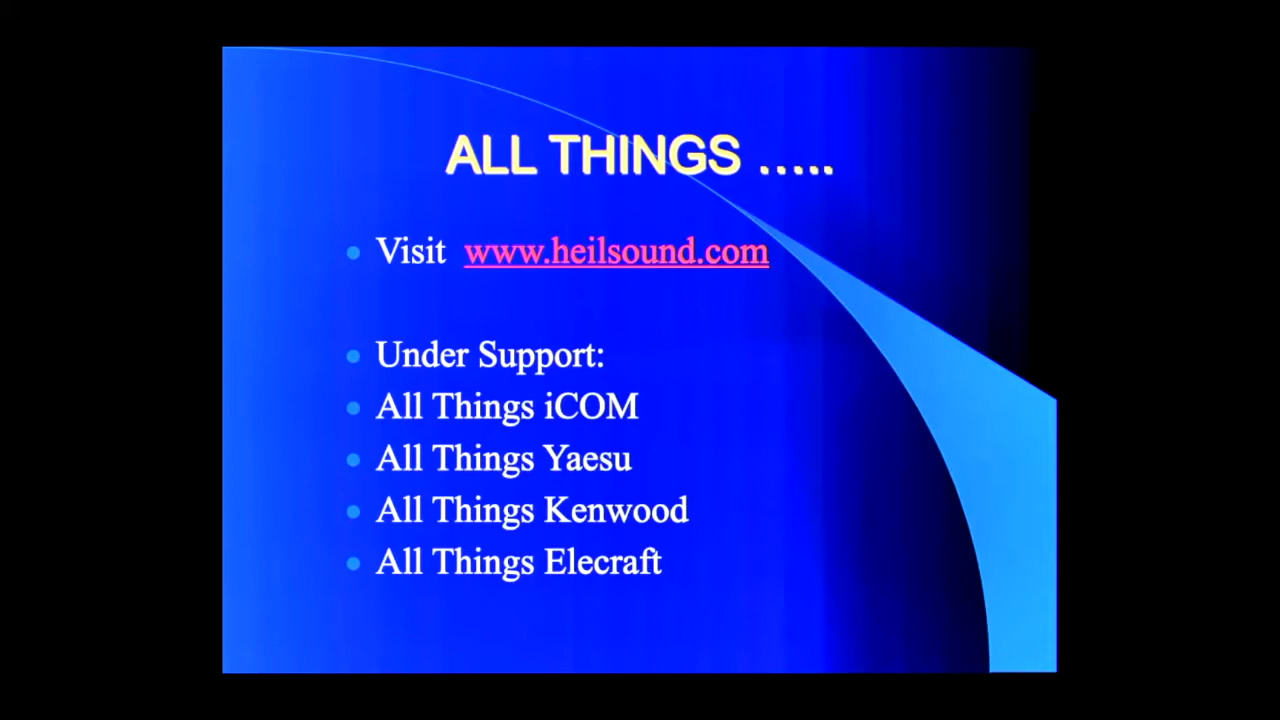 ALL THINGS …..
Visit www.heilsound.com
Under Support:
All Things iCOM
All Things Yaesu
All Things Kenwood
All Things Elecraft